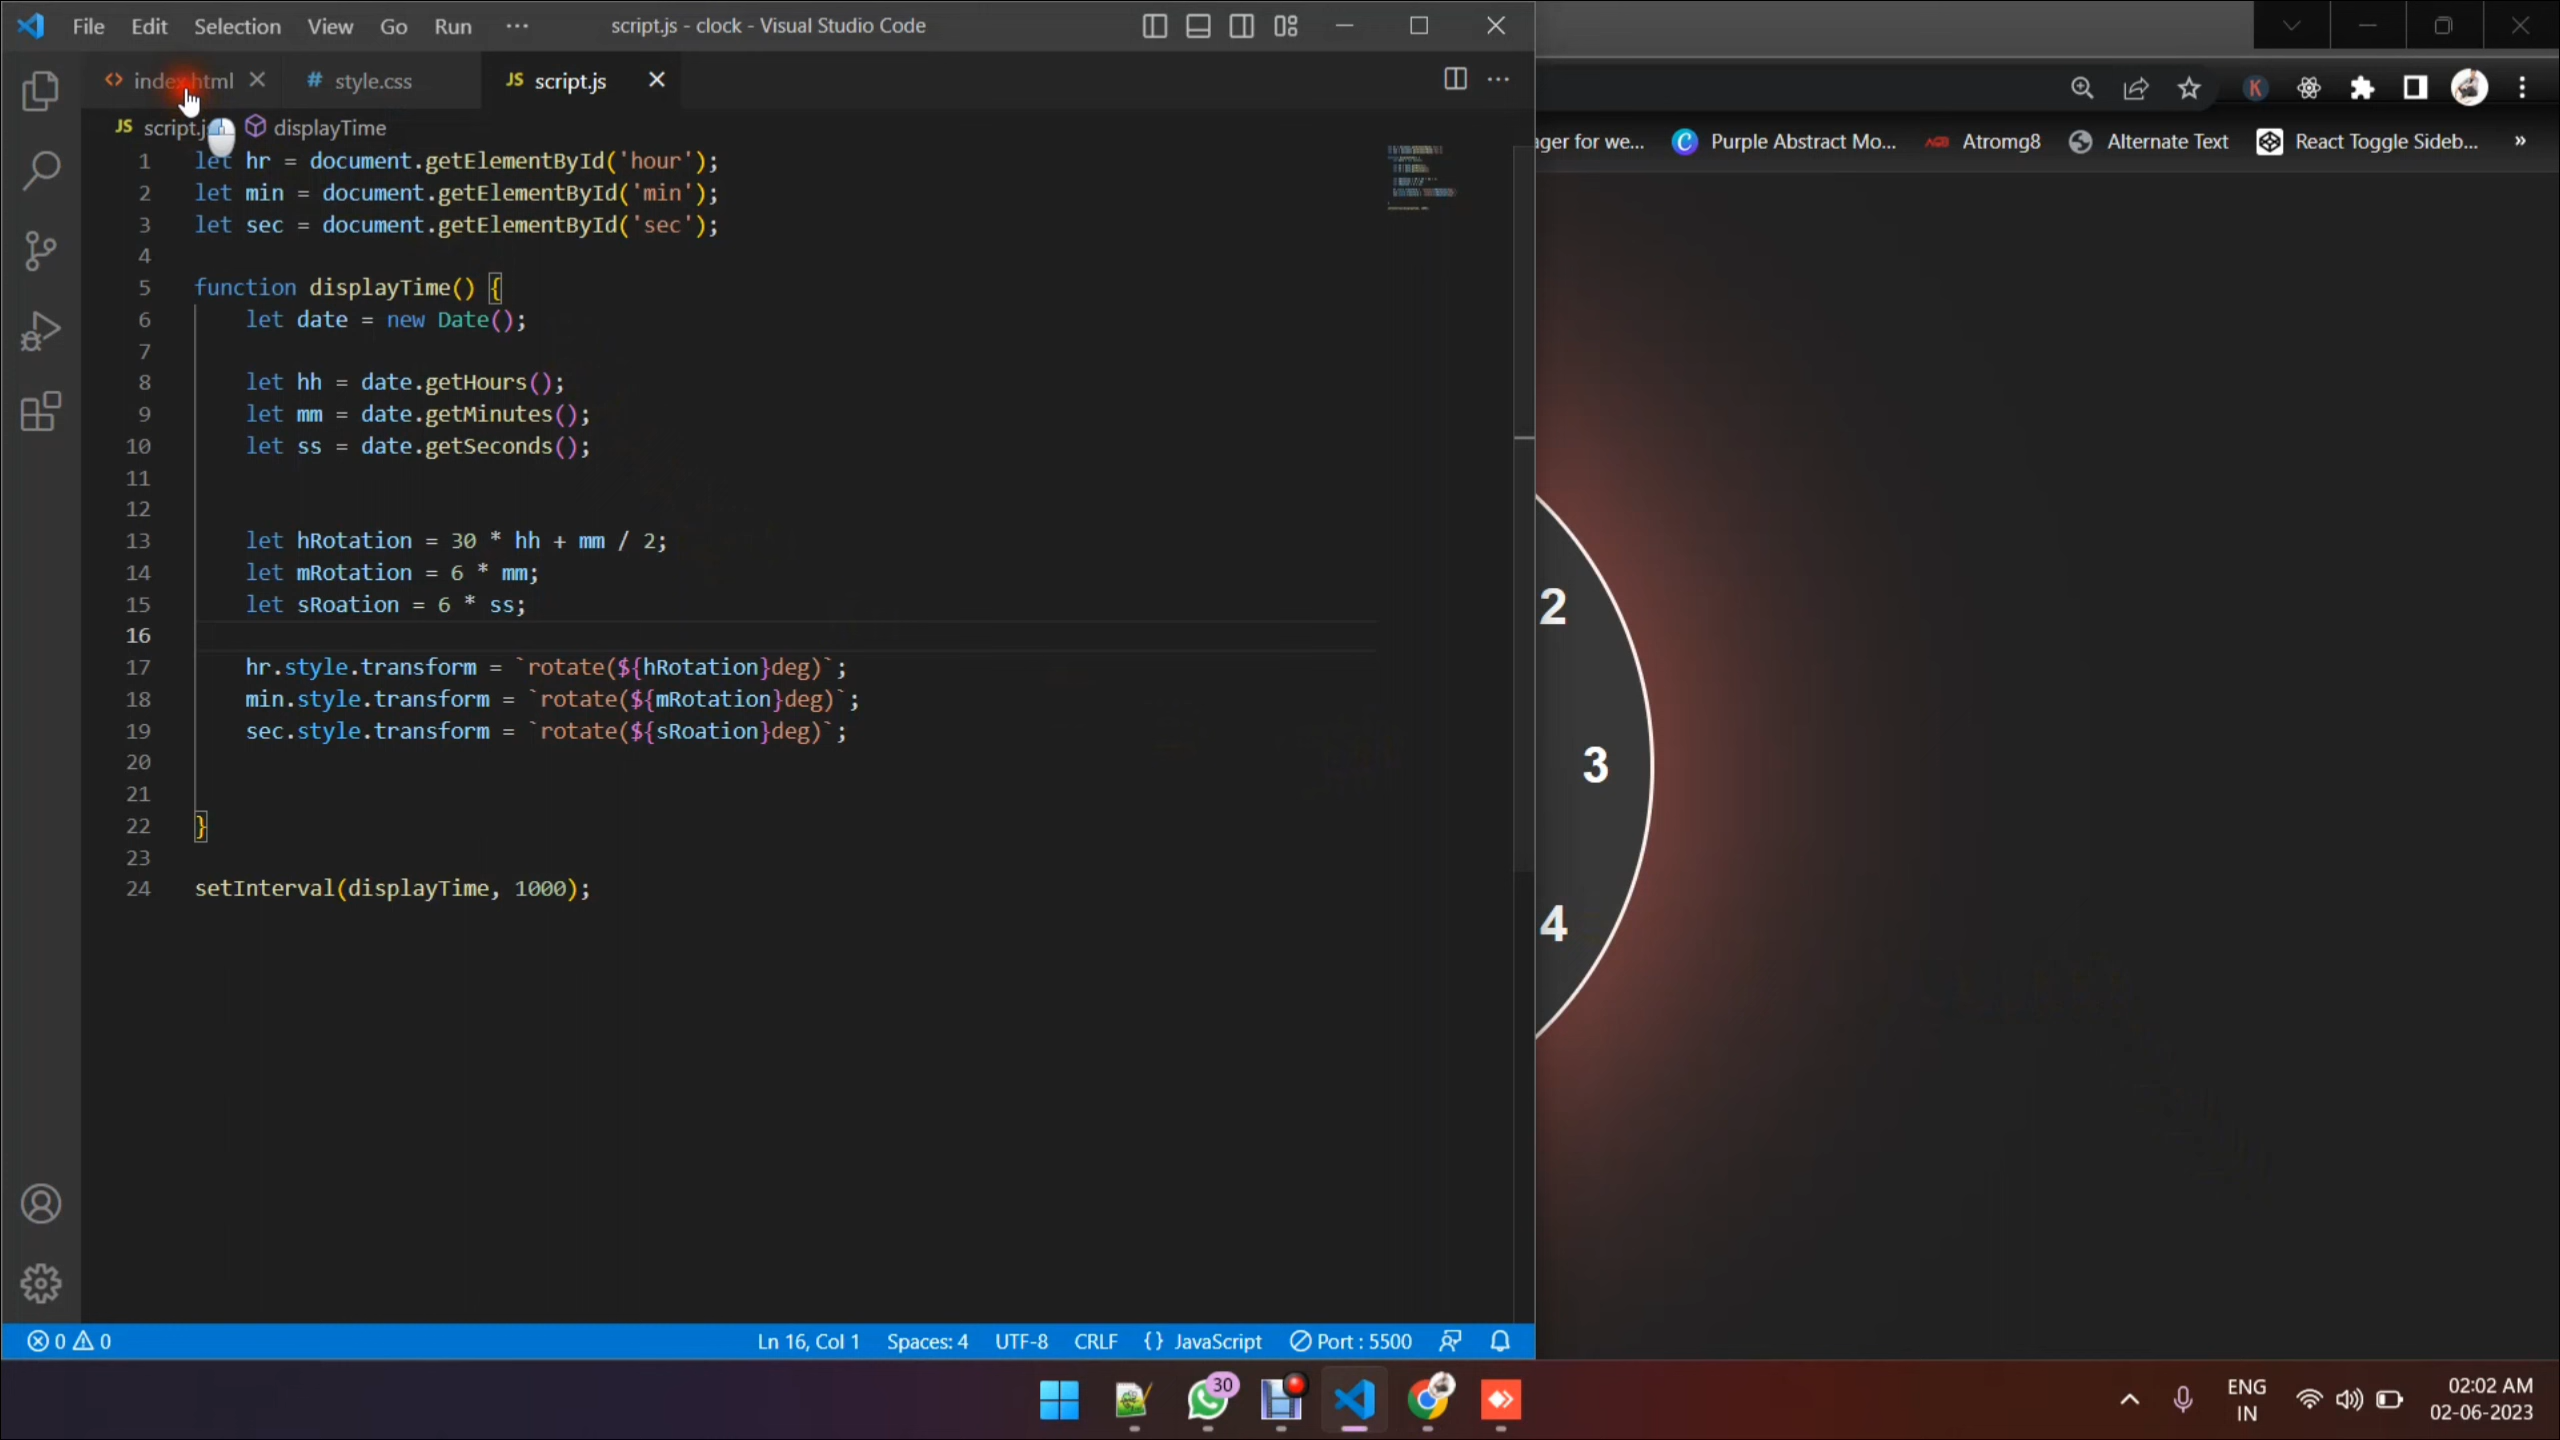 File Edit Selection View Go Run ··· script.js - clock - Visual Studio Code
<> index.html # style.css JS script.js
JS script.js displayTime
1 let hr = document.getElementById('hour');
2 let min = document.getElementById('min');
3 let sec = document.getElementById('sec');
4
5 function displayTime() {
6 let date = new Date();
7
8 let hh = date.getHours();
9 let mm = date.getMinutes();
10 let ss = date.getSeconds();
11
12
13 let hRotation = 30 * hh + mm / 2;
14 let mRotation = 6 * mm;
15 let sRoation = 6 * ss;
16
17 hr.style.transform = `rotate(${hRotation}deg)`;
18 min.style.transform = `rotate(${mRotation}deg)`;
19 sec.style.transform = `rotate(${sRoation}deg)`;
20
21
22 }
23
24 setInterval(displayTime, 1000);
0 0 Ln 16, Col 1 Spaces: 4 UTF-8 CRLF {} JavaScript Port : 5500
K
ager for we... C Purple Abstract Mo... Atromg8 Alternate Text React Toggle Sideb... »
2
3
4
30
ENG
IN
02:02 AM
02-06-2023